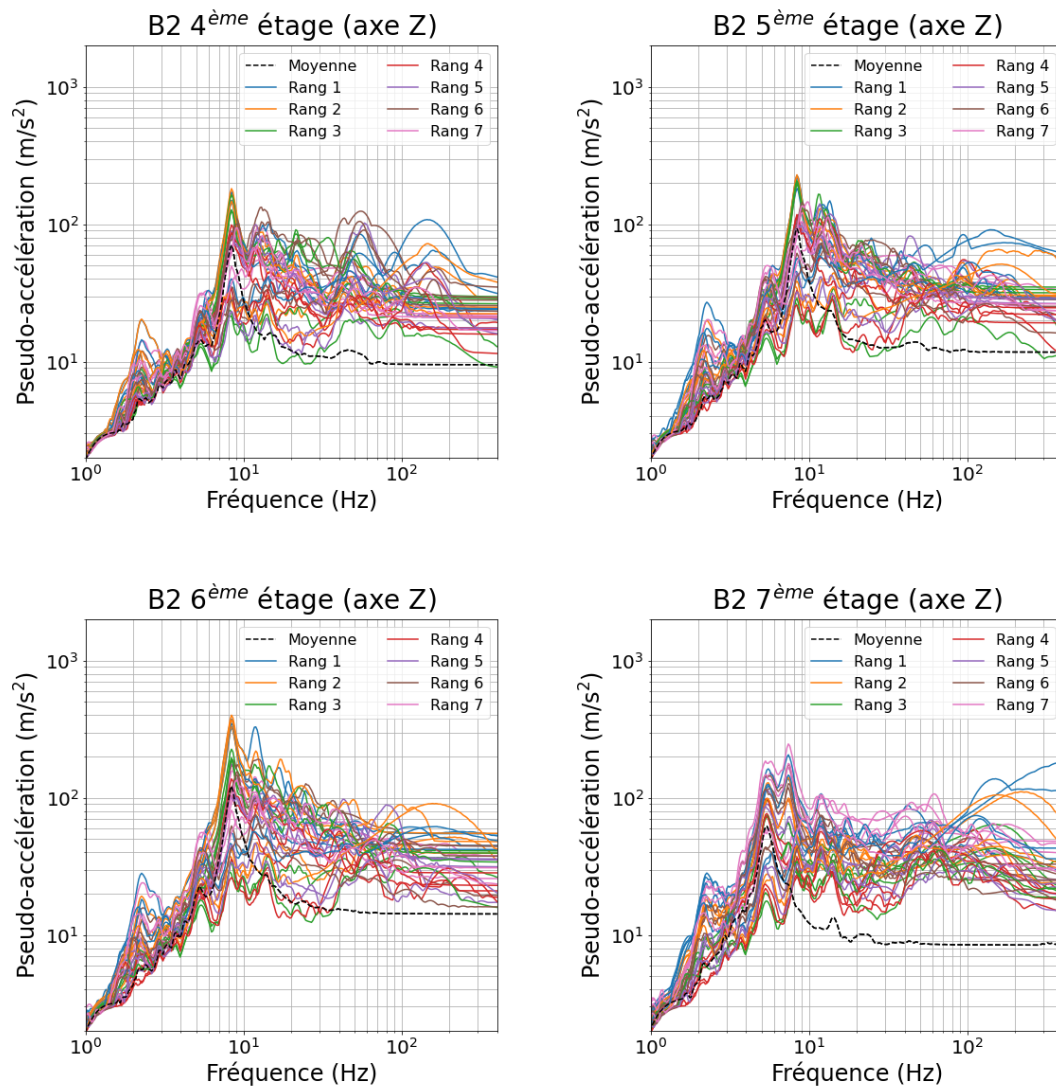 B2 4ème étage (axe Z)
Pseudo-accélération (m/s²)
10³
10²
10¹
Moyenne
Rang 1
Rang 2
Rang 3
Rang 4
Rang 5
Rang 6
Rang 7
10⁰ 10¹ 10²
Fréquence (Hz)
B2 5ème étage (axe Z)
Pseudo-accélération (m/s²)
10³
10²
10¹
Moyenne
Rang 1
Rang 2
Rang 3
Rang 4
Rang 5
Rang 6
Rang 7
10⁰ 10¹ 10²
Fréquence (Hz)
B2 6ème étage (axe Z)
Pseudo-accélération (m/s²)
10³
10²
10¹
Moyenne
Rang 1
Rang 2
Rang 3
Rang 4
Rang 5
Rang 6
Rang 7
10⁰ 10¹ 10²
Fréquence (Hz)
B2 7ème étage (axe Z)
Pseudo-accélération (m/s²)
10³
10²
10¹
Moyenne
Rang 1
Rang 2
Rang 3
Rang 4
Rang 5
Rang 6
Rang 7
10⁰ 10¹ 10²
Fréquence (Hz)